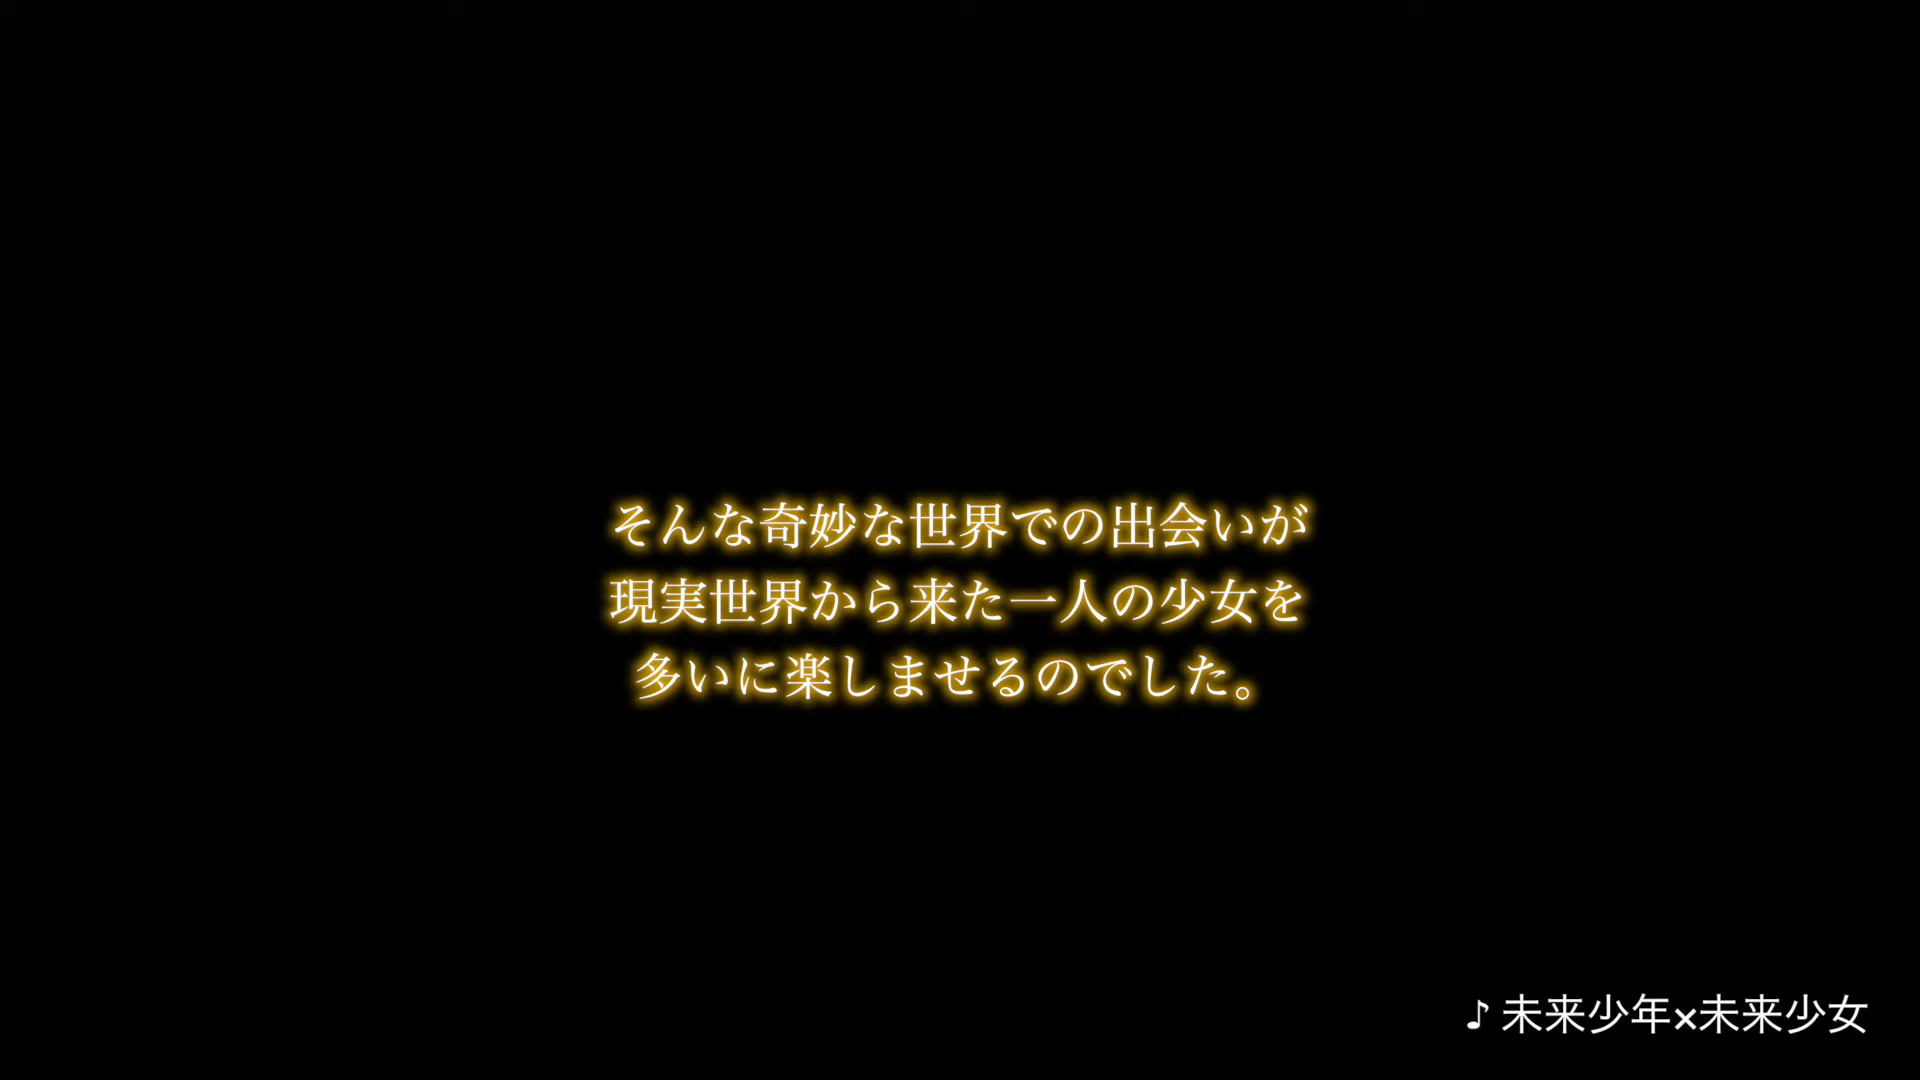 そんな奇妙な世界での出会いが
現実世界から来た一人の少女を
多いに楽しませるのでした。
♪ 未来少年×未来少女